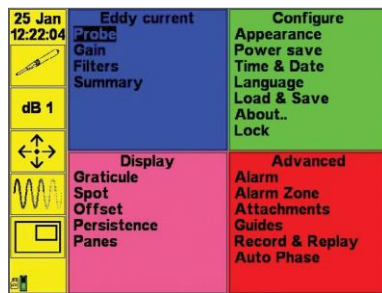 25 Jan
12:22:04
dB 1
Eddy current
Probe
Gain
Filters
Summary
Configure
Appearance
Power save
Time & Date
Language
Load & Save
About..
Lock
Display
Graticule
Spot
Offset
Persistence
Panes
Advanced
Alarm
Alarm Zone
Attachments
Guides
Record & Replay
Auto Phase